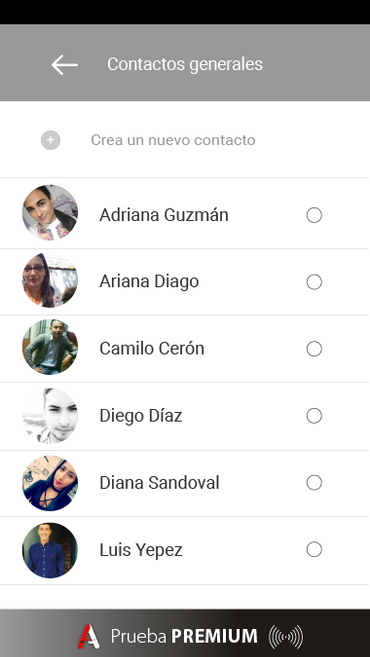 Contactos generales
Crea un nuevo contacto
Adriana Guzmán
Ariana Diago
Camilo Cerón
Diego Díaz
Diana Sandoval
Luis Yepez
Prueba PREMIUM